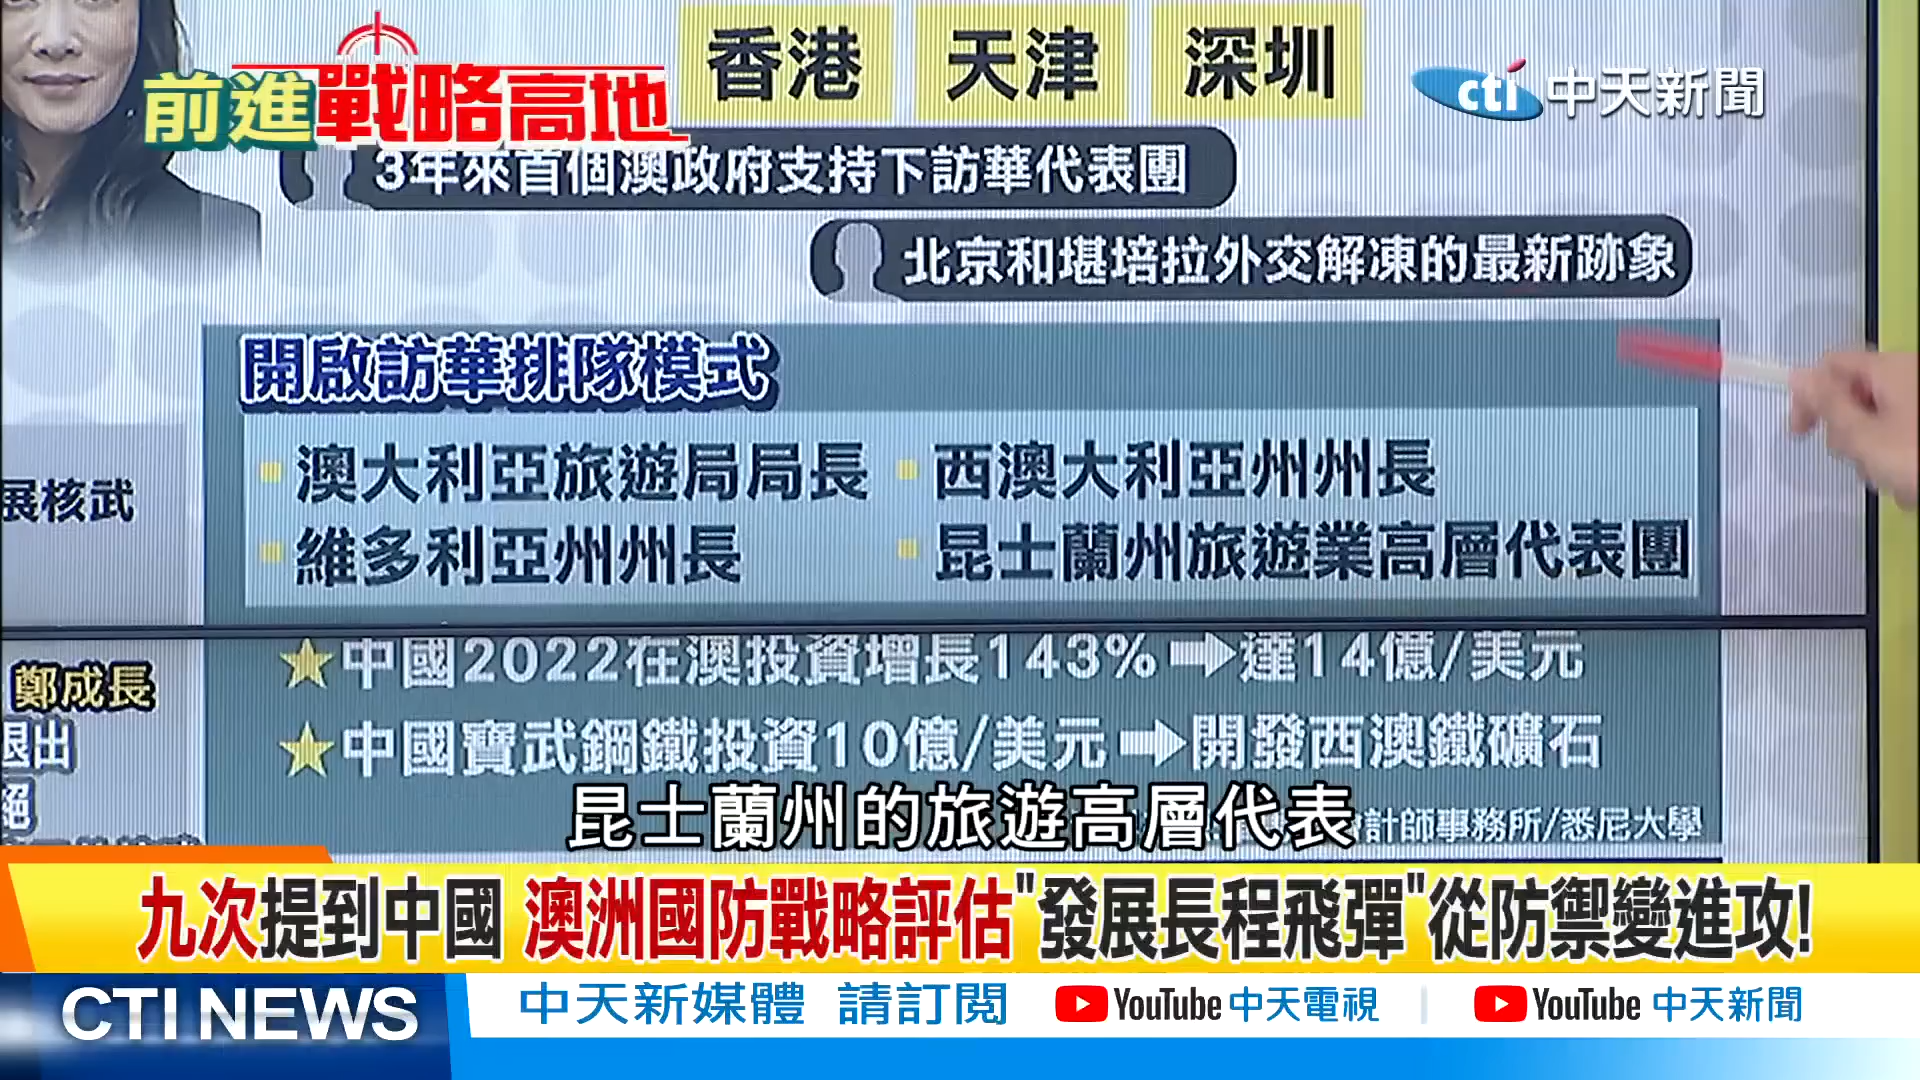 前進戰略高地
香港 天津 深圳
cti 中天新聞
3年來首個澳政府支持下訪華代表團
北京和堪培拉外交解凍的最新跡象
開啟訪華排隊模式
澳大利亞旅遊局局長
西澳大利亞州州長
維多利亞州州長
昆士蘭州旅遊業高層代表團
展核武
★中國2022在澳投資增長143%➡達14億/美元
★中國寶武鋼鐵投資10億/美元➡開發西澳鐵礦石
鄭成長
退出
絕
會計師事務所/悉尼大學
昆士蘭州的旅遊高層代表
九次提到中國 澳洲國防戰略評估"發展長程飛彈"從防禦變進攻!
CTI NEWS
中天新媒體 請訂閱 YouTube 中天電視 | YouTube 中天新聞